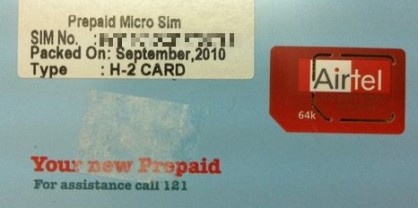 Prepaid Micro Sim
SIM No. :
Packed On: September,2010
Type : H-2 CARD
Airtel
64k
Your new Prepaid
For assistance call 121